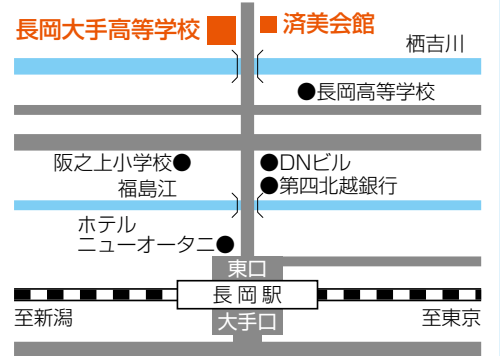 長岡大手高等学校
済美会館
栖吉川
長岡高等学校
阪之上小学校
DNビル
福島江
第四北越銀行
ホテル
ニューオータニ
東口
長岡駅
至新潟
大手口
至東京